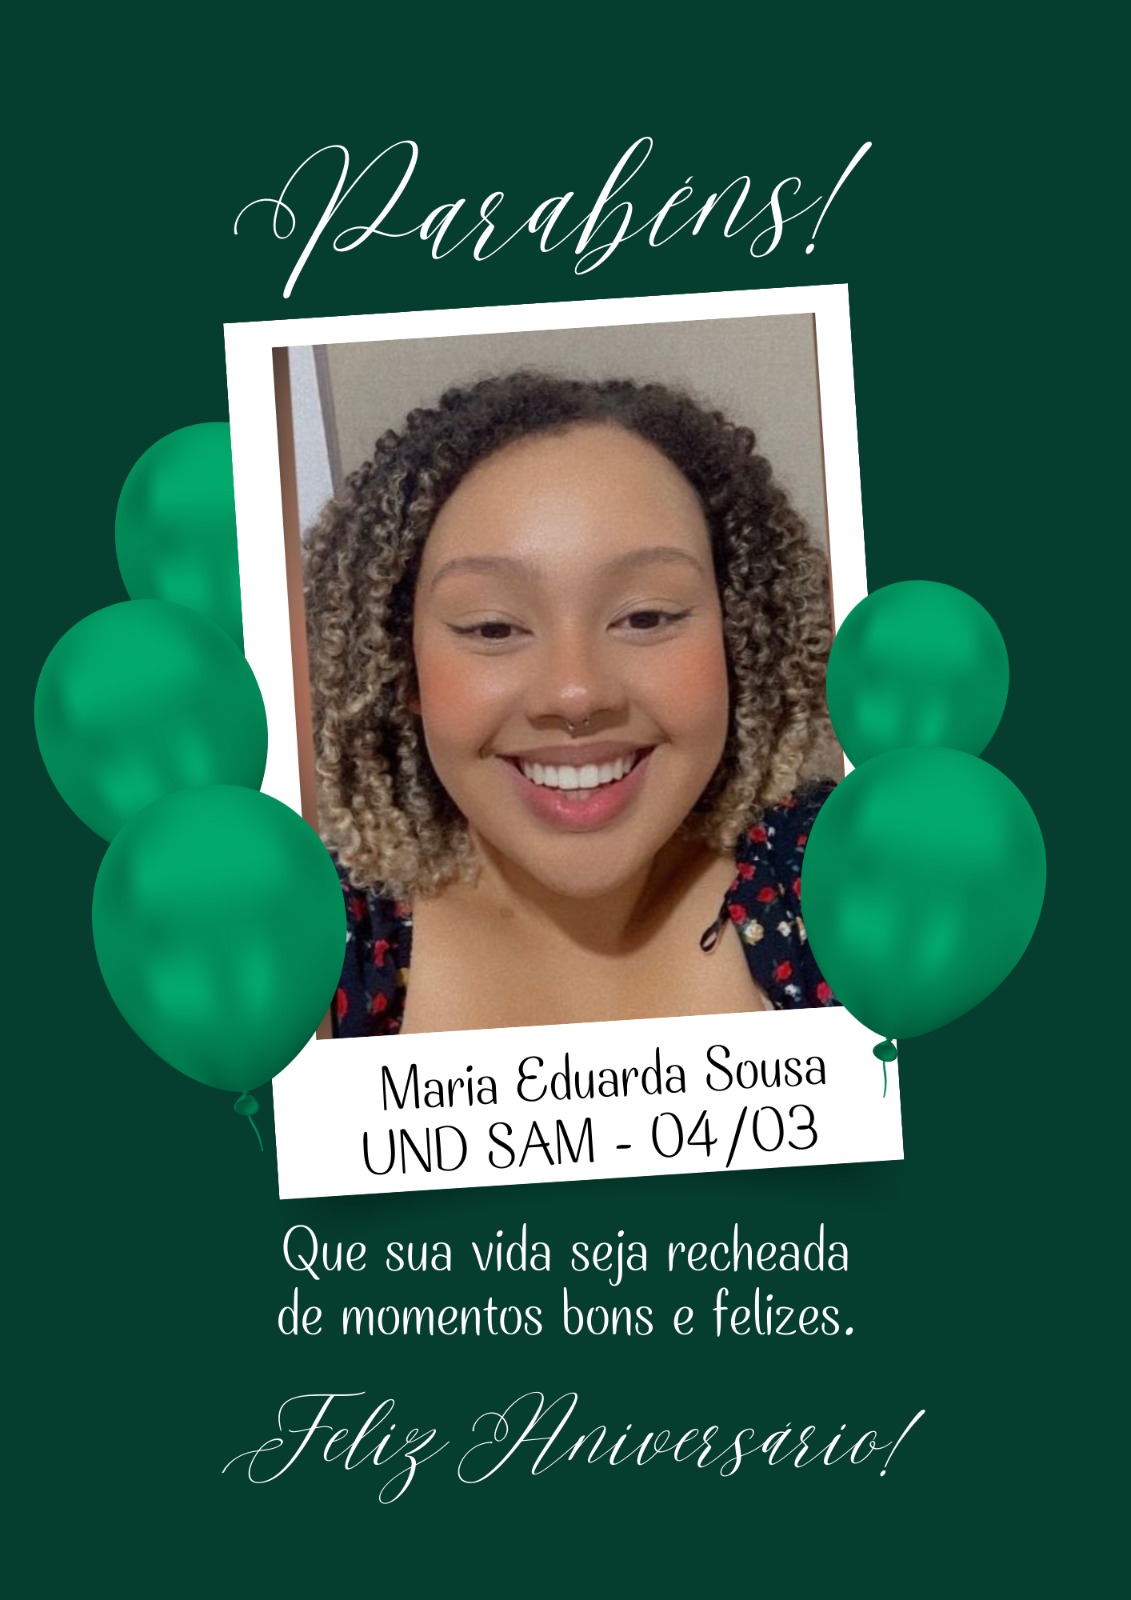 Parabéns!
Maria Eduarda Sousa
UND SAM - 04/03
Que sua vida seja recheada
de momentos bons e felizes.
Feliz Aniversário!